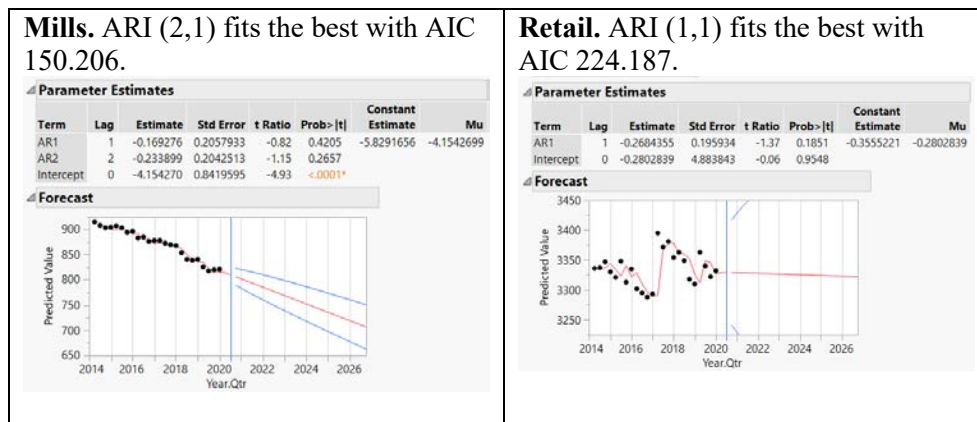 Mills. ARI (2,1) fits the best with AIC
150.206.
Parameter Estimates
Constant
Term Lag Estimate Std Error t Ratio Prob>|t| Estimate Mu
AR1 1 -0.169276 0.2057933 -0.82 0.4205 -5.8291656 -4.1542699
AR2 2 -0.233899 0.2042513 -1.15 0.2657
Intercept 0 -4.154270 0.8419595 -4.93 <.0001*
Forecast
900
850
800
750
700
650
Predicted Value
2014 2016 2018 2020 2022 2024 2026
Year.Qtr
Retail. ARI (1,1) fits the best with
AIC 224.187.
Parameter Estimates
Constant
Term Lag Estimate Std Error t Ratio Prob>|t| Estimate Mu
AR1 1 -0.2684355 0.195934 -1.37 0.1851 -0.3555221 -0.2802839
Intercept 0 -0.2802839 4.883843 -0.06 0.9548
Forecast
3450
3400
3350
3300
3250
Predicted Value
2014 2016 2018 2020 2022 2024 2026
Year.Qtr